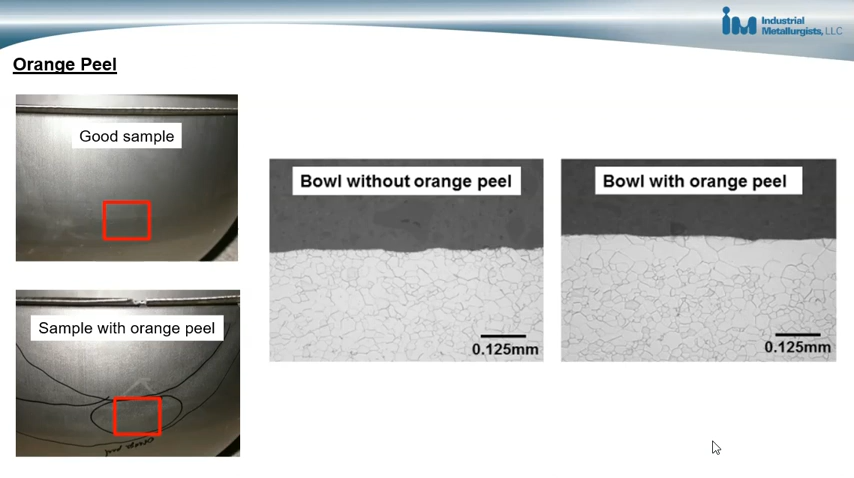 Industrial
Metallurgists, LLC
Orange Peel
Good sample
Sample with orange peel
Bowl without orange peel
0.125mm
Bowl with orange peel
0.125mm